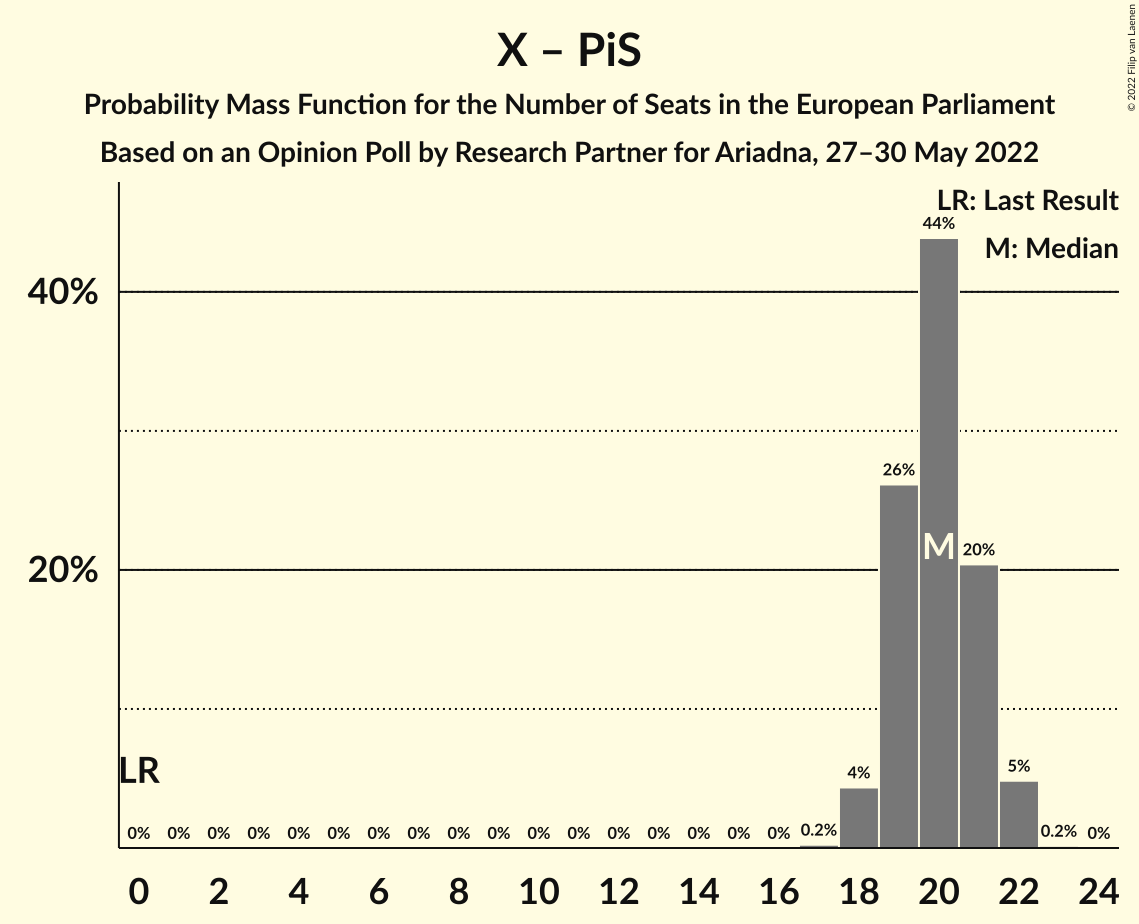 X – PiS
Probability Mass Function for the Number of Seats in the European Parliament
Based on an Opinion Poll by Research Partner for Ariadna, 27–30 May 2022
© 2022 Filip van Laenen
LR: Last Result
M: Median
44%
40%
26%
M
20%
20%
LR
4%
5%
0% 0% 0% 0% 0% 0% 0% 0% 0% 0% 0% 0% 0% 0% 0% 0% 0% 0.2% 0.2% 0%
0 2 4 6 8 10 12 14 16 18 20 22 24